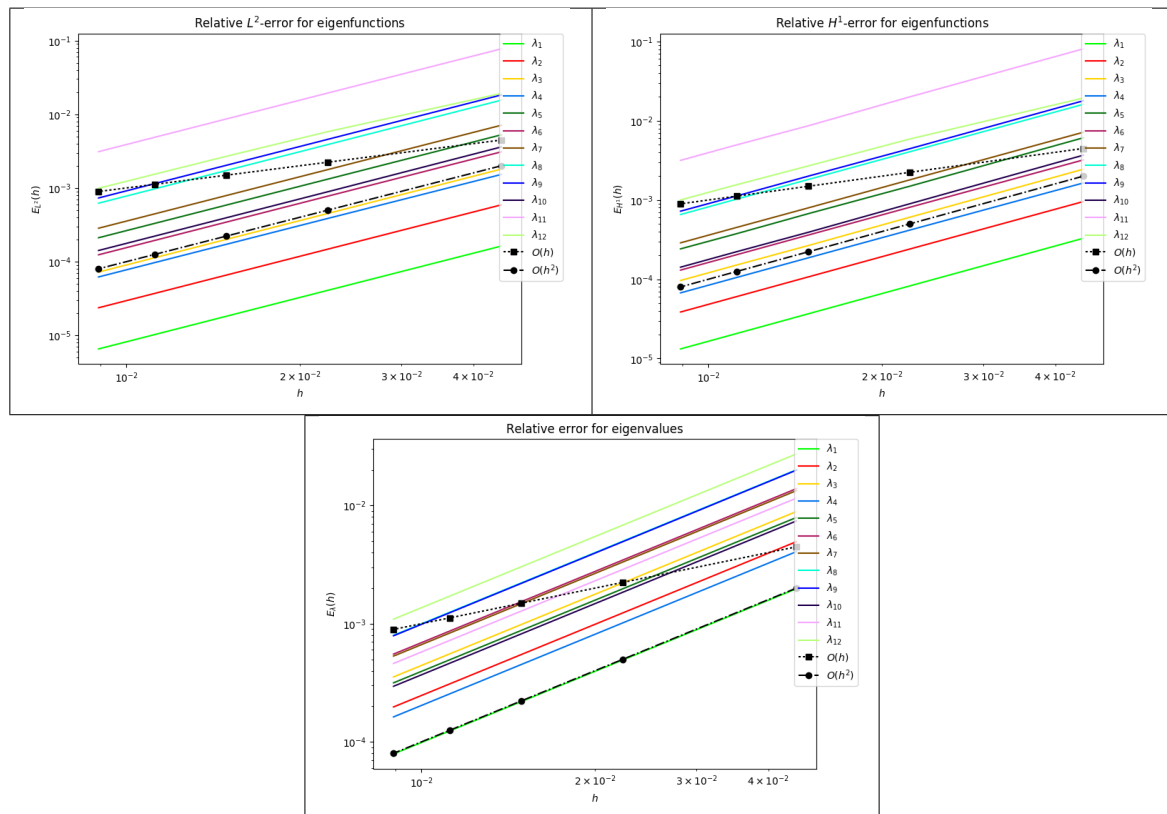 Relative L²-error for eigenfunctions
10⁻¹
10⁻²
10⁻³
10⁻⁴
10⁻⁵
E_{L²}(h)
10⁻²
2 × 10⁻²
3 × 10⁻²
4 × 10⁻²
h
λ₁
λ₂
λ₃
λ₄
λ₅
λ₆
λ₇
λ₈
λ₉
λ₁₀
λ₁₁
λ₁₂
O(h)
O(h²)
Relative H¹-error for eigenfunctions
10⁻¹
10⁻²
10⁻³
10⁻⁴
10⁻⁵
E_{H¹}(h)
10⁻²
2 × 10⁻²
3 × 10⁻²
4 × 10⁻²
h
λ₁
λ₂
λ₃
λ₄
λ₅
λ₆
λ₇
λ₈
λ₉
λ₁₀
λ₁₁
λ₁₂
O(h)
O(h²)
Relative error for eigenvalues
10⁻²
10⁻³
10⁻⁴
E_λ(h)
10⁻²
2 × 10⁻²
3 × 10⁻²
4 × 10⁻²
h
λ₁
λ₂
λ₃
λ₄
λ₅
λ₆
λ₇
λ₈
λ₉
λ₁₀
λ₁₁
λ₁₂
O(h)
O(h²)